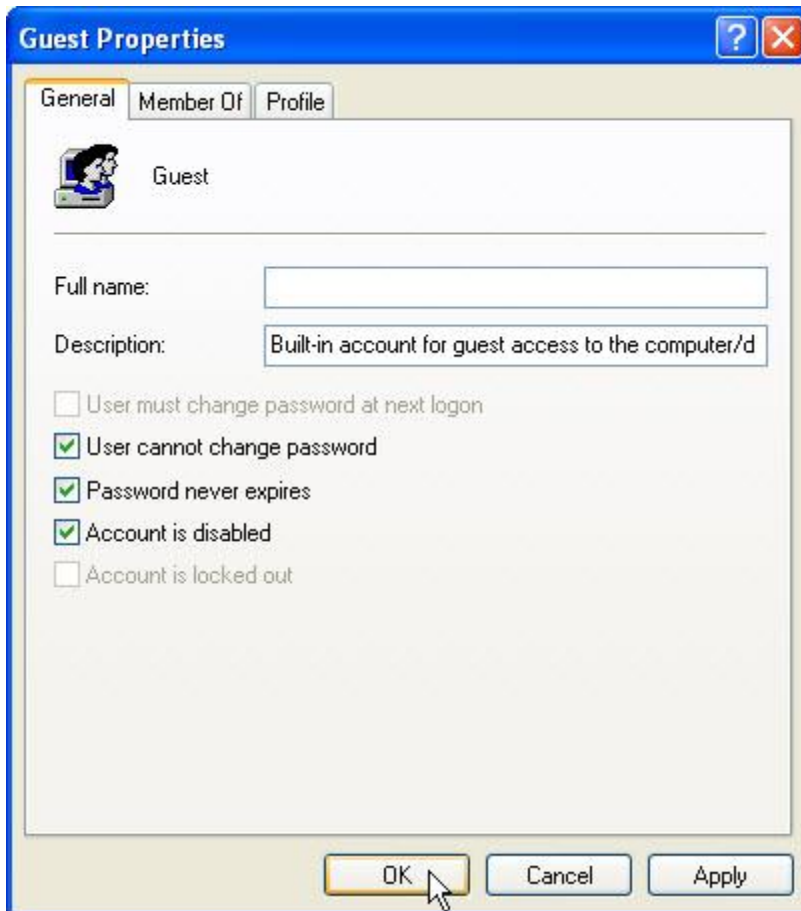 Guest Properties
General Member Of Profile
Guest
Full name:
Description: Built-in account for guest access to the computer/d
User must change password at next logon
User cannot change password
Password never expires
Account is disabled
Account is locked out
OK Cancel Apply